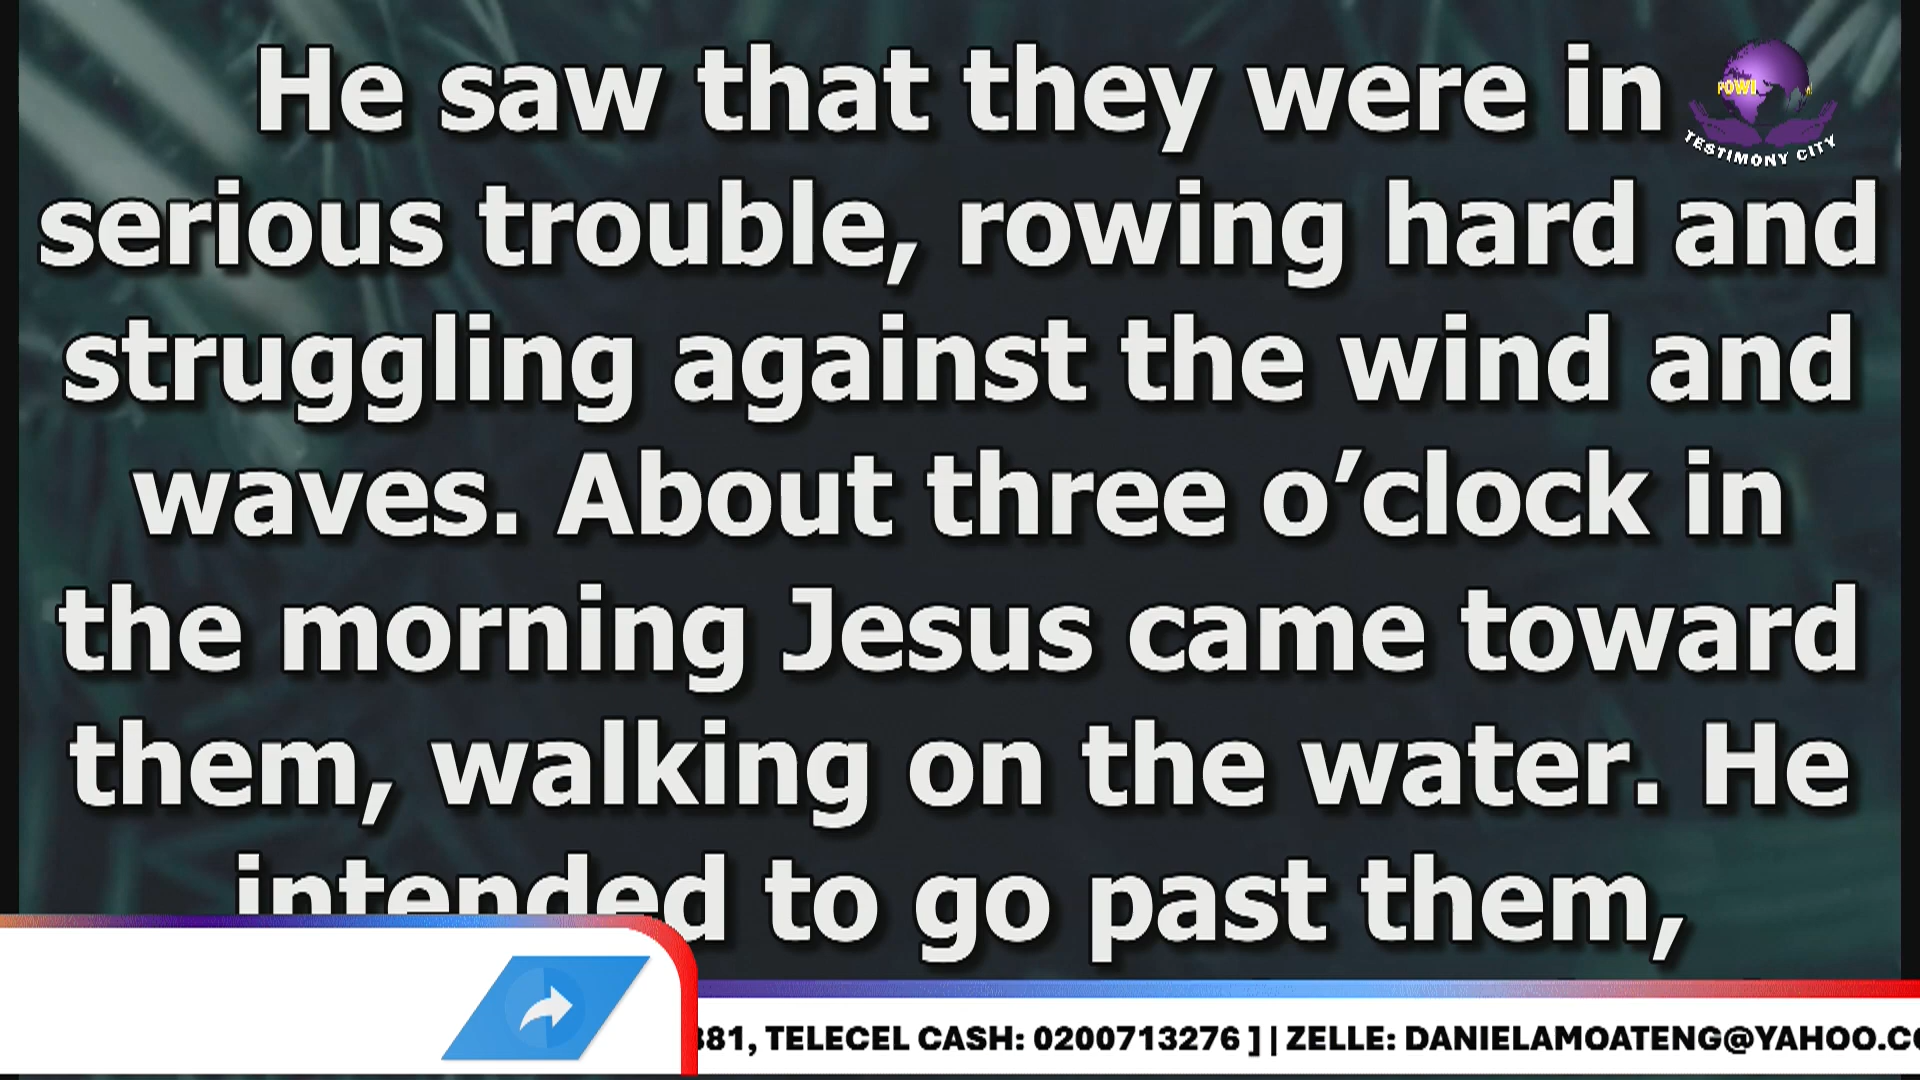 He saw that they were in
serious trouble, rowing hard and
struggling against the wind and
waves. About three o’clock in
the morning Jesus came toward
them, walking on the water. He
intended to go past them,
POWI
TESTIMONY CITY
381, TELECEL CASH: 0200713276 ] | ZELLE: DANIELAMOATENG@YAHOO.CO